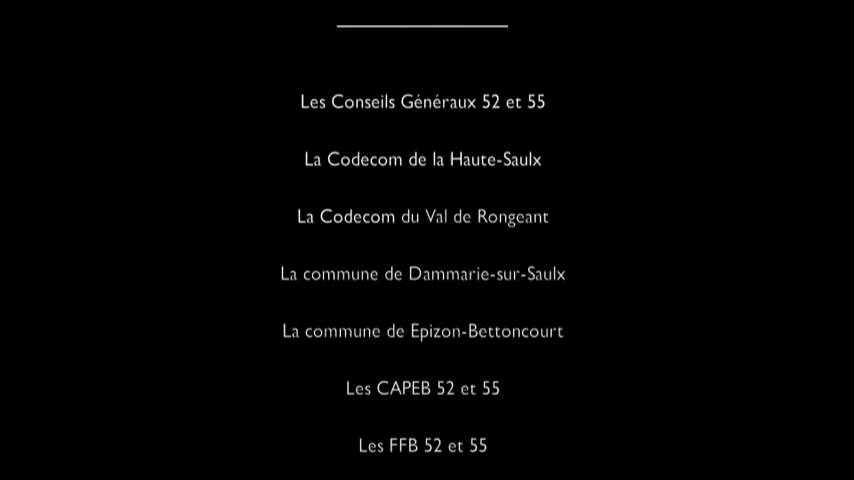 Les Conseils Généraux 52 et 55
La Codecom de la Haute-Saulx
La Codecom du Val de Rongeant
La commune de Dammarie-sur-Saulx
La commune de Epizon-Bettoncourt
Les CAPEB 52 et 55
Les FFB 52 et 55